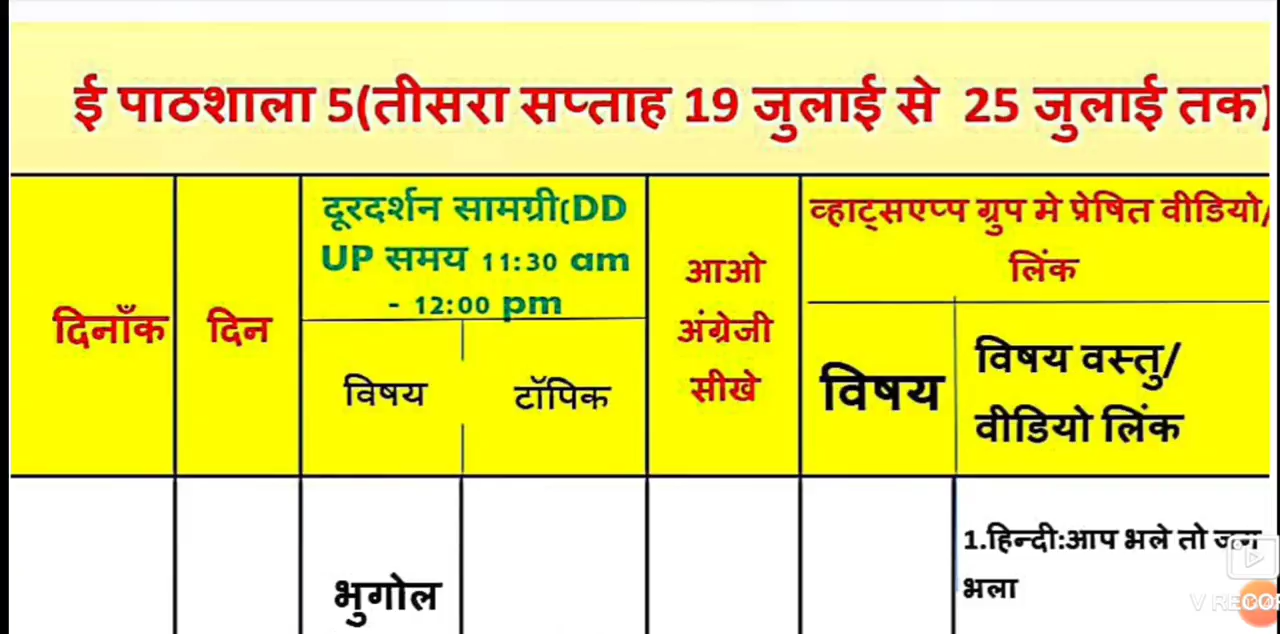 ई पाठशाला 5(तीसरा सप्ताह 19 जुलाई से 25 जुलाई तक)
दिनाँक
दिन
दूरदर्शन सामग्री(DD
UP समय 11:30 am
- 12:00 pm
विषय
टॉपिक
आओ
अंग्रेजी
सीखे
व्हाट्सएप्प ग्रुप मे प्रेषित वीडियो/
लिंक
विषय
विषय वस्तु/
वीडियो लिंक
भुगोल
1.हिन्दी:आप भले तो जग
भला